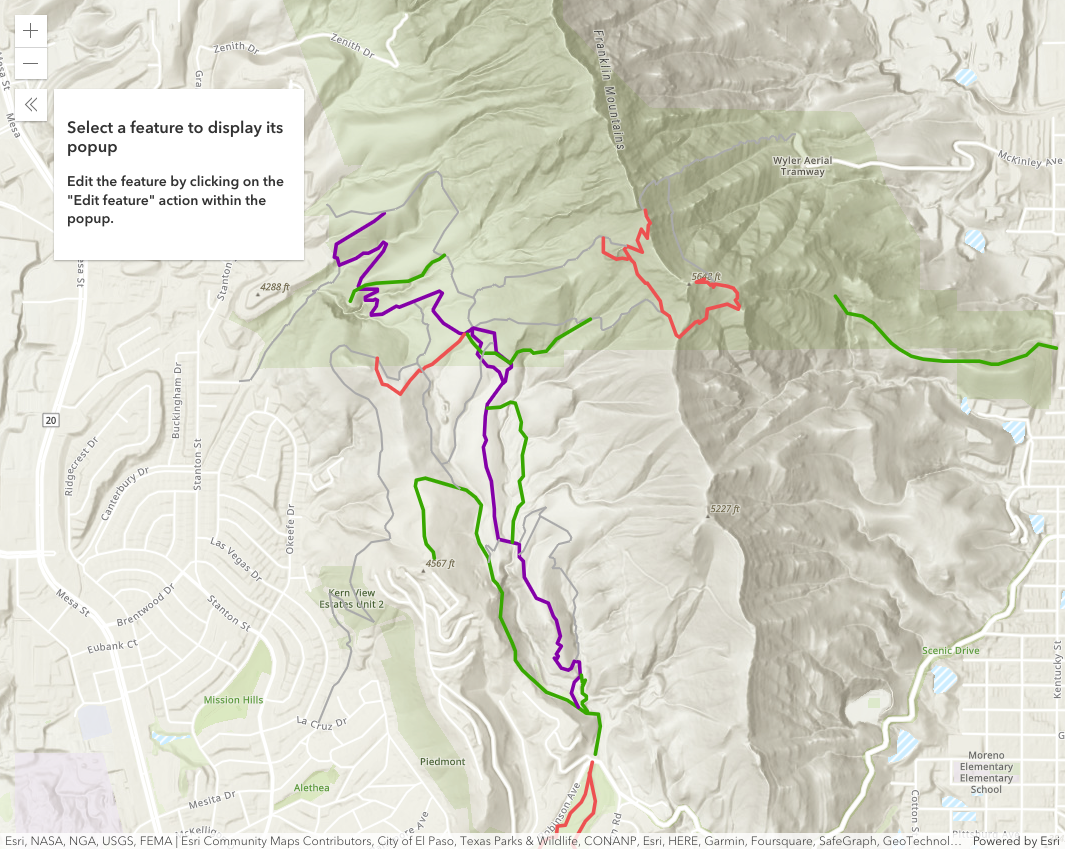 Zenith Dr
Zenith Dr
Mesa
Franklin Mountains
Select a feature to display its
popup
Edit the feature by clicking on the
"Edit feature" action within the
popup.
Wyler Aerial
Tramway
McKinley Ave
Stanton
4288 ft
Buckingham Dr
20
Ridgecrest Dr
Canterbury Dr
Stanton St
Okeefe Dr
5227 ft
Las Vegas Dr
4567 ft
Mesa St
Brentwood Dr
Stanton St
Kern View
Estates Unit 2
Eubank Ct
Scenic Drive
Kentucky St
Mission Hills
La Cruz Dr
Piedmont
Moreno
Elementary
Elementary
School
Alethea
Mesita Dr
Cotton S
Esri, NASA, NGA, USGS, FEMA | Esri Community Maps Contributors, City of El Paso, Texas Parks & Wildlife, CONANP, Esri, HERE, Garmin, Foursquare, SafeGraph, GeoTechnol... Powered by Esri